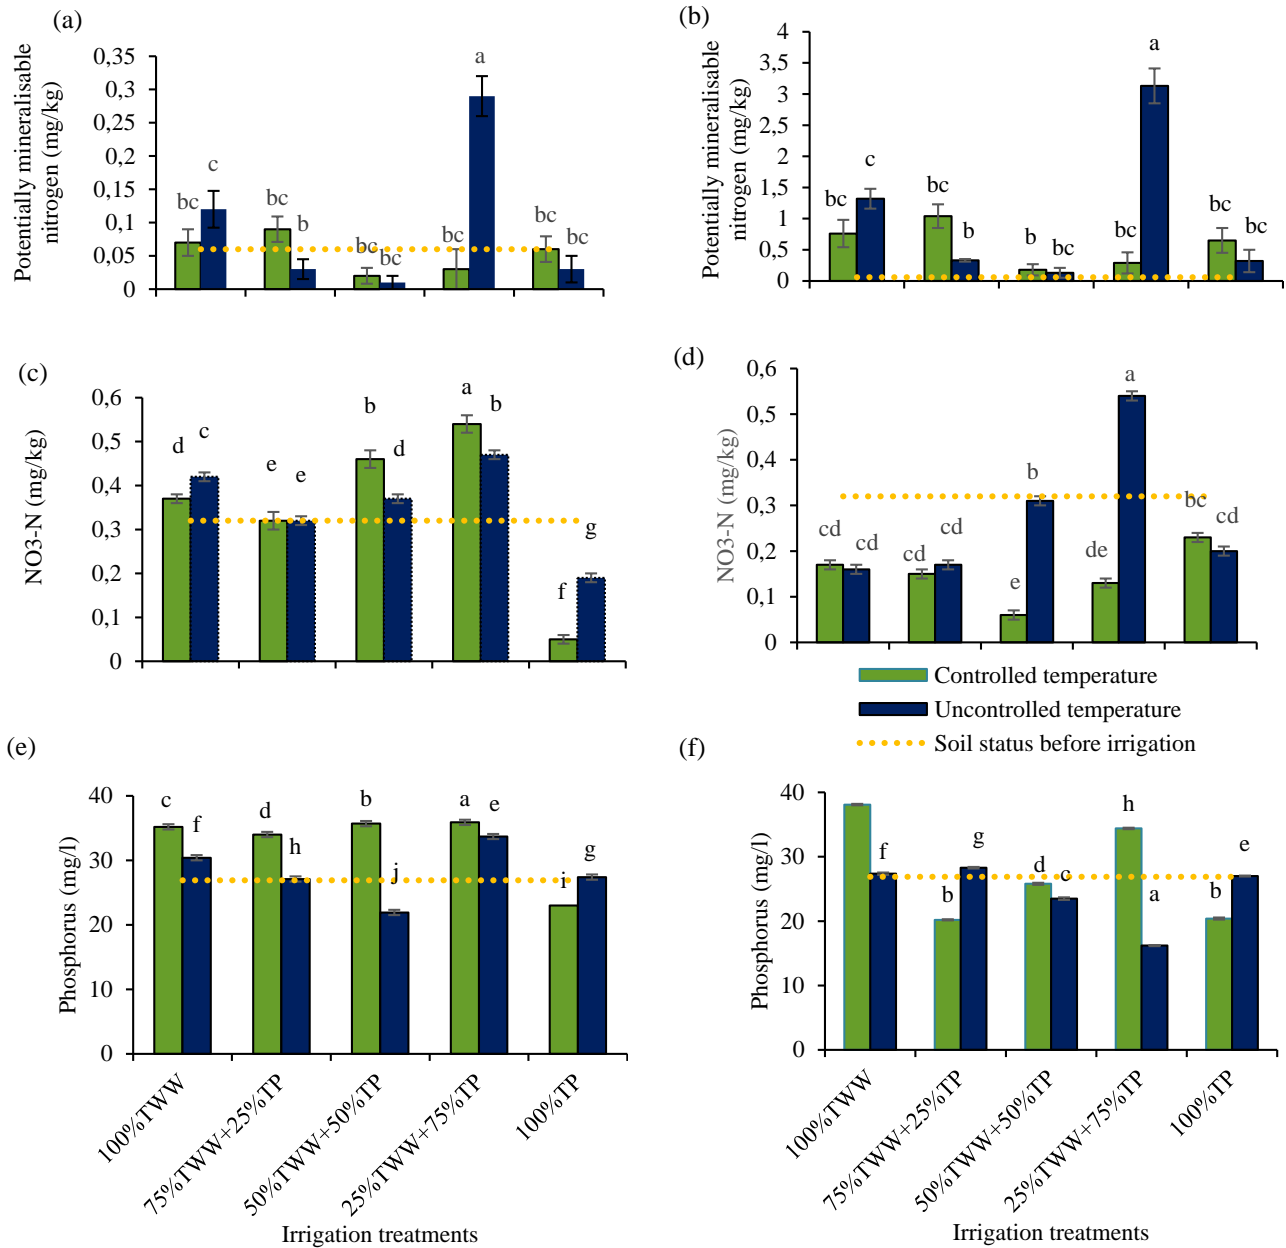 (a)
Potentially mineralisable
nitrogen (mg/kg)
0,35
0,3
0,25
0,2
0,15
0,1
0,05
0
bc
c
bc
b
bc
bc
bc
a
bc
bc
(b)
Potentially mineralisable
nitrogen (mg/kg)
4
3,5
3
2,5
2
1,5
1
0,5
0
bc
c
bc
b
b
bc
bc
a
bc
bc
(c)
NO3-N (mg/kg)
0,6
0,5
0,4
0,3
0,2
0,1
0
d
c
e
e
b
d
a
b
f
g
(d)
NO3-N (mg/kg)
0,6
0,5
0,4
0,3
0,2
0,1
0
cd
cd
cd
cd
e
b
de
a
bc
cd
Controlled temperature
Uncontrolled temperature
Soil status before irrigation
(e)
Phosphorus (mg/l)
40
30
20
10
0
c
f
d
h
b
j
a
e
i
g
100%TWW
75%TWW+25%TP
50%TWW+50%TP
25%TWW+75%TP
100%TP
Irrigation treatments
(f)
Phosphorus (mg/l)
40
30
20
10
0
f
b
g
d
c
h
a
b
e
100%TWW
75%TWW+25%TP
50%TWW+50%TP
25%TWW+75%TP
100%TP
Irrigation treatments